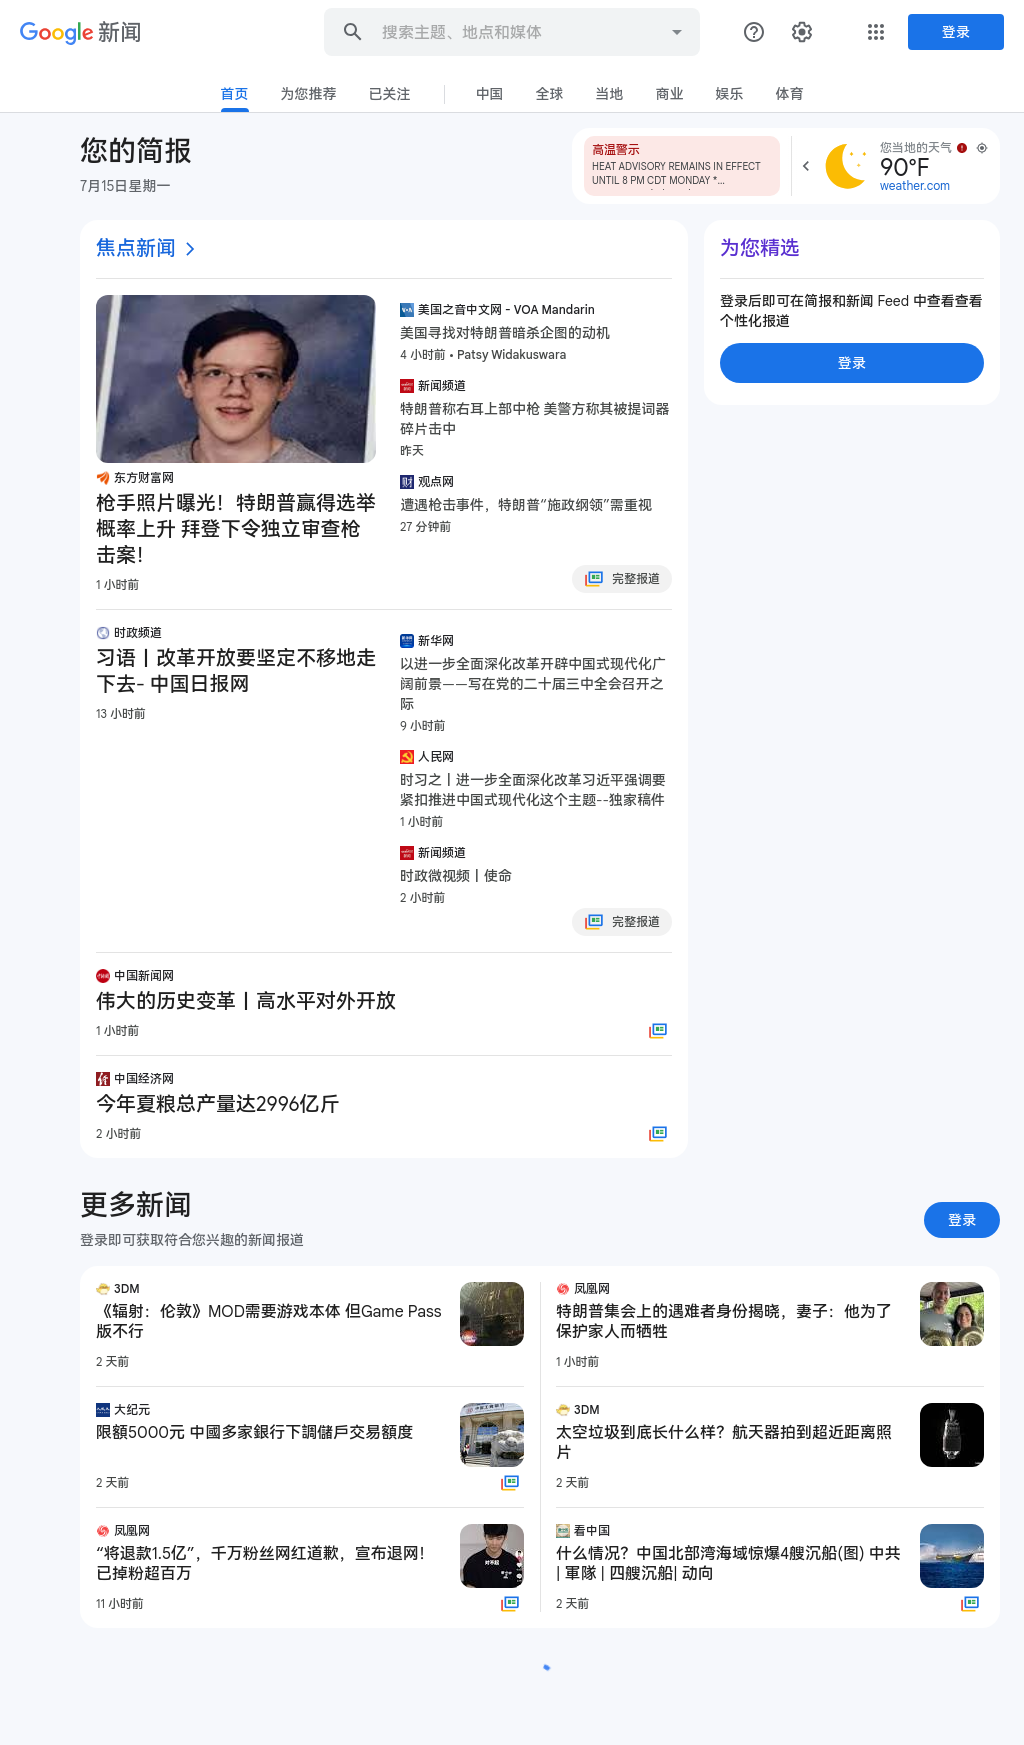 Google 新闻
搜索主题、地点和媒体
登录
首页
为您推荐
已关注
中国
全球
当地
商业
娱乐
体育
您的简报
7月15日星期一
高温警示
HEAT ADVISORY REMAINS IN EFFECT
UNTIL 8 PM CDT MONDAY *...
您当地的天气
90°F
weather.com
焦点新闻
东方财富网
枪手照片曝光！特朗普赢得选举
概率上升 拜登下令独立审查枪
击案！
1 小时前
美国之音中文网 - VOA Mandarin
美国寻找对特朗普暗杀企图的动机
4 小时前 • Patsy Widakuswara
新闻频道
特朗普称右耳上部中枪 美警方称其被提词器
碎片击中
昨天
观点网
遭遇枪击事件，特朗普“施政纲领”需重视
27 分钟前
完整报道
时政频道
习语丨改革开放要坚定不移地走
下去- 中国日报网
13 小时前
新华网
以进一步全面深化改革开辟中国式现代化广
阔前景——写在党的二十届三中全会召开之
际
9 小时前
人民网
时习之丨进一步全面深化改革习近平强调要
紧扣推进中国式现代化这个主题--独家稿件
1 小时前
新闻频道
时政微视频丨使命
2 小时前
完整报道
中国新闻网
伟大的历史变革丨高水平对外开放
1 小时前
中国经济网
今年夏粮总产量达2996亿斤
2 小时前
为您精选
登录后即可在简报和新闻 Feed 中查看查看
个性化报道
登录
更多新闻
登录即可获取符合您兴趣的新闻报道
登录
3DM
《辐射：伦敦》MOD需要游戏本体 但Game Pass
版不行
2 天前
凤凰网
特朗普集会上的遇难者身份揭晓，妻子：他为了
保护家人而牺牲
1 小时前
大纪元
限額5000元 中國多家銀行下調儲戶交易額度
2 天前
3DM
太空垃圾到底长什么样？航天器拍到超近距离照
片
2 天前
凤凰网
“将退款1.5亿”，千万粉丝网红道歉，宣布退网！
已掉粉超百万
11 小时前
看中国
什么情况？中国北部湾海域惊爆4艘沉船(图) 中共
| 軍隊 | 四艘沉船| 动向
2 天前